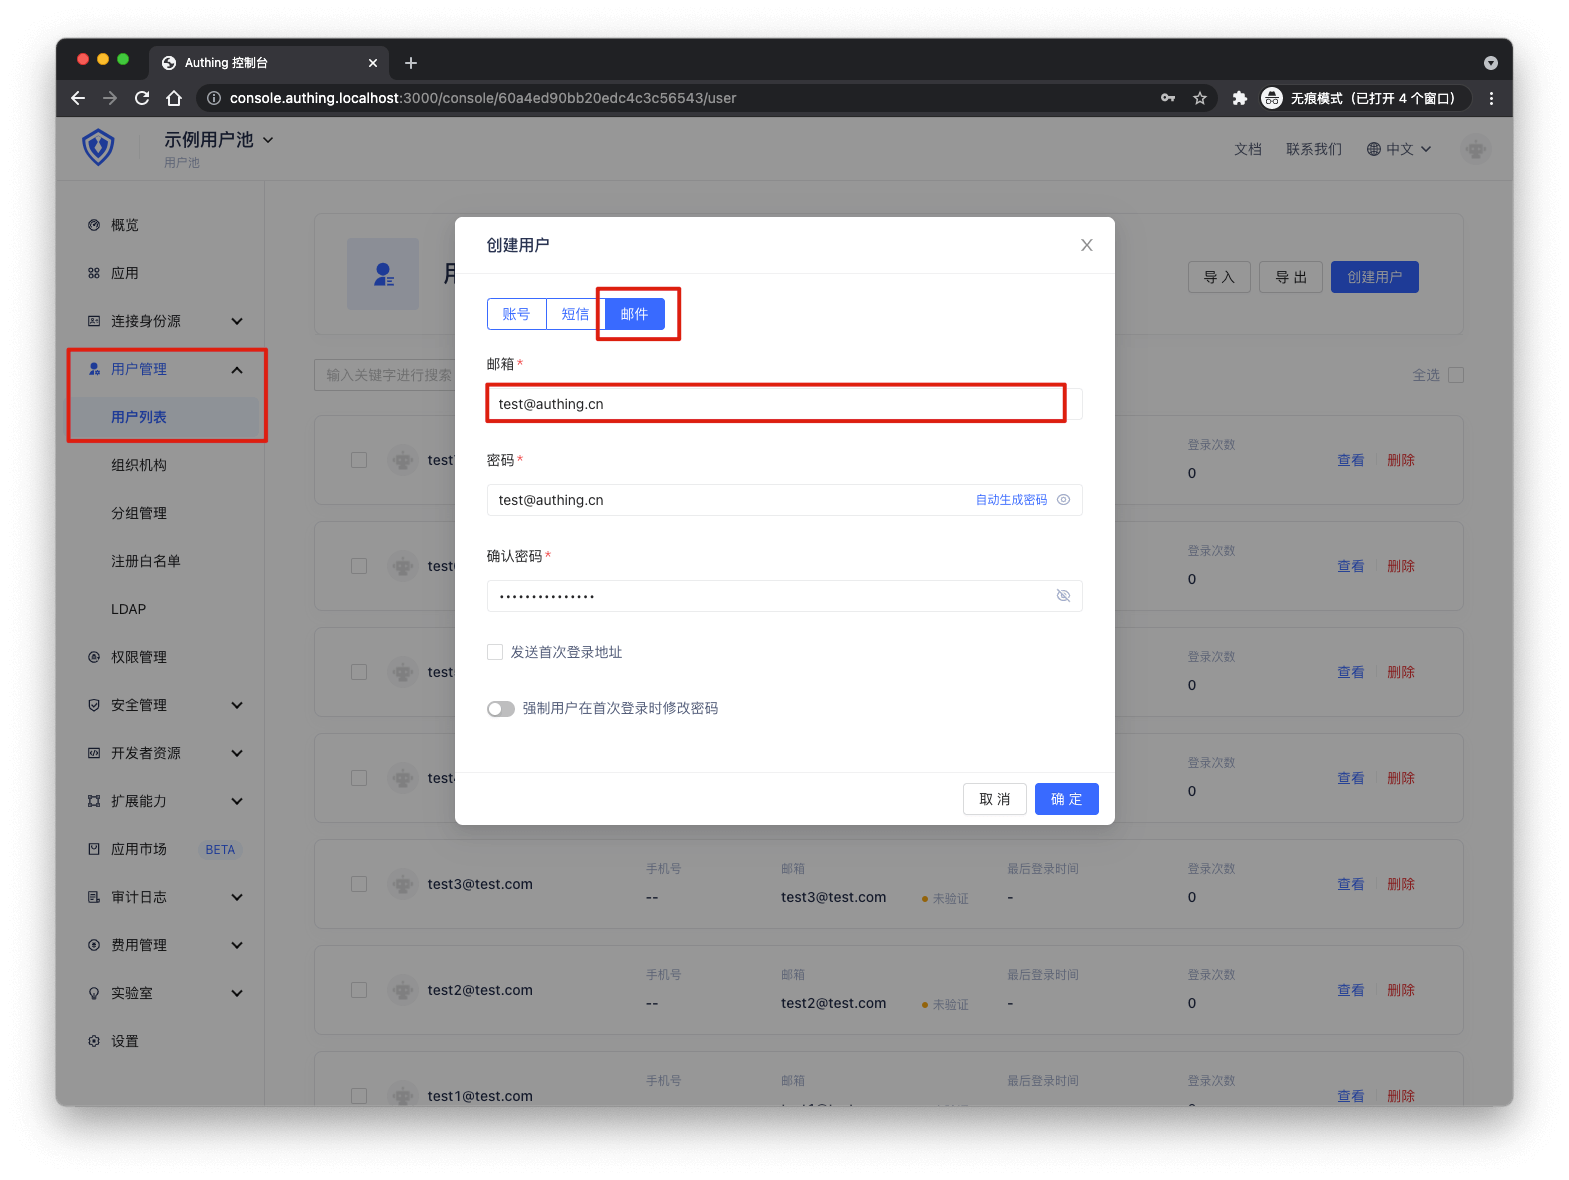 Authing 控制台
console.authing.localhost:3000/console/60a4ed90bb20edc4c3c56543/user
无痕模式（已打开 4 个窗口）
示例用户池
用户池
文档
联系我们
中文
概览
应用
连接身份源
用户管理
用户列表
组织机构
分组管理
注册白名单
LDAP
权限管理
安全管理
开发者资源
扩展能力
应用市场 BETA
审计日志
费用管理
实验室
设置
导 入
导 出
创建用户
输入关键字进行搜索
全选
创建用户
账号
短信
邮件
邮箱*
test@authing.cn
密码*
test@authing.cn
自动生成密码
确认密码*
•••••••••••••••
发送首次登录地址
强制用户在首次登录时修改密码
取 消
确 定
登录次数
0
查看
删除
登录次数
0
查看
删除
登录次数
0
查看
删除
登录次数
0
查看
删除
test3@test.com
手机号
--
邮箱
test3@test.com
未验证
最后登录时间
-
登录次数
0
查看
删除
test2@test.com
手机号
--
邮箱
test2@test.com
未验证
最后登录时间
-
登录次数
0
查看
删除
test1@test.com
手机号
邮箱
最后登录时间
登录次数
查看
删除